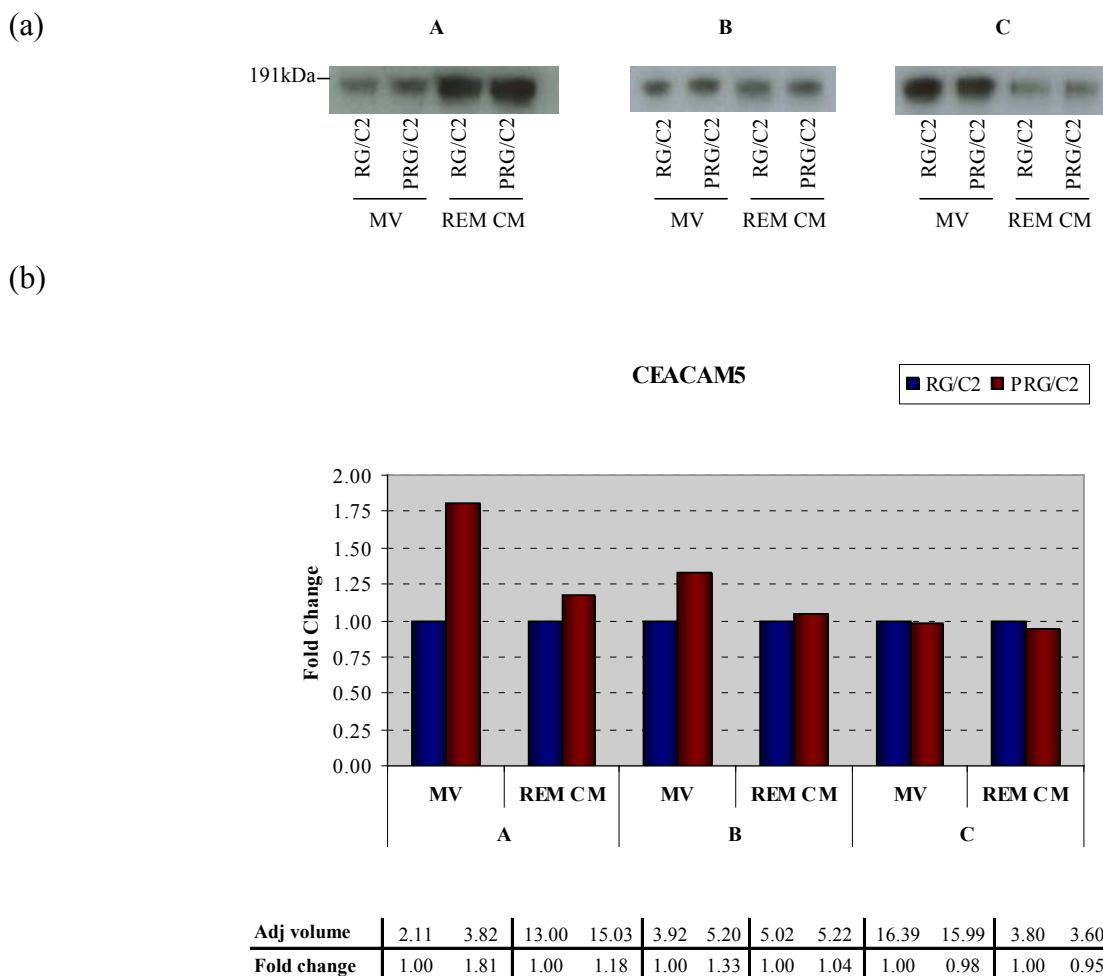 (a)
A B C
191kDa
RG/C2 PRG/C2 RG/C2 PRG/C2 RG/C2 PRG/C2 RG/C2 PRG/C2 RG/C2 PRG/C2 RG/C2 PRG/C2
MV REM CM MV REM CM MV REM CM
(b)
CEACAM5
RG/C2 PRG/C2
Fold Change
2.00
1.75
1.50
1.25
1.00
0.75
0.50
0.25
0.00
MV REM CM MV REM CM MV REM CM
A B C
Adj volume 2.11 3.82 13.00 15.03 3.92 5.20 5.02 5.22 16.39 15.99 3.80 3.60
Fold change 1.00 1.81 1.00 1.18 1.00 1.33 1.00 1.04 1.00 0.98 1.00 0.95